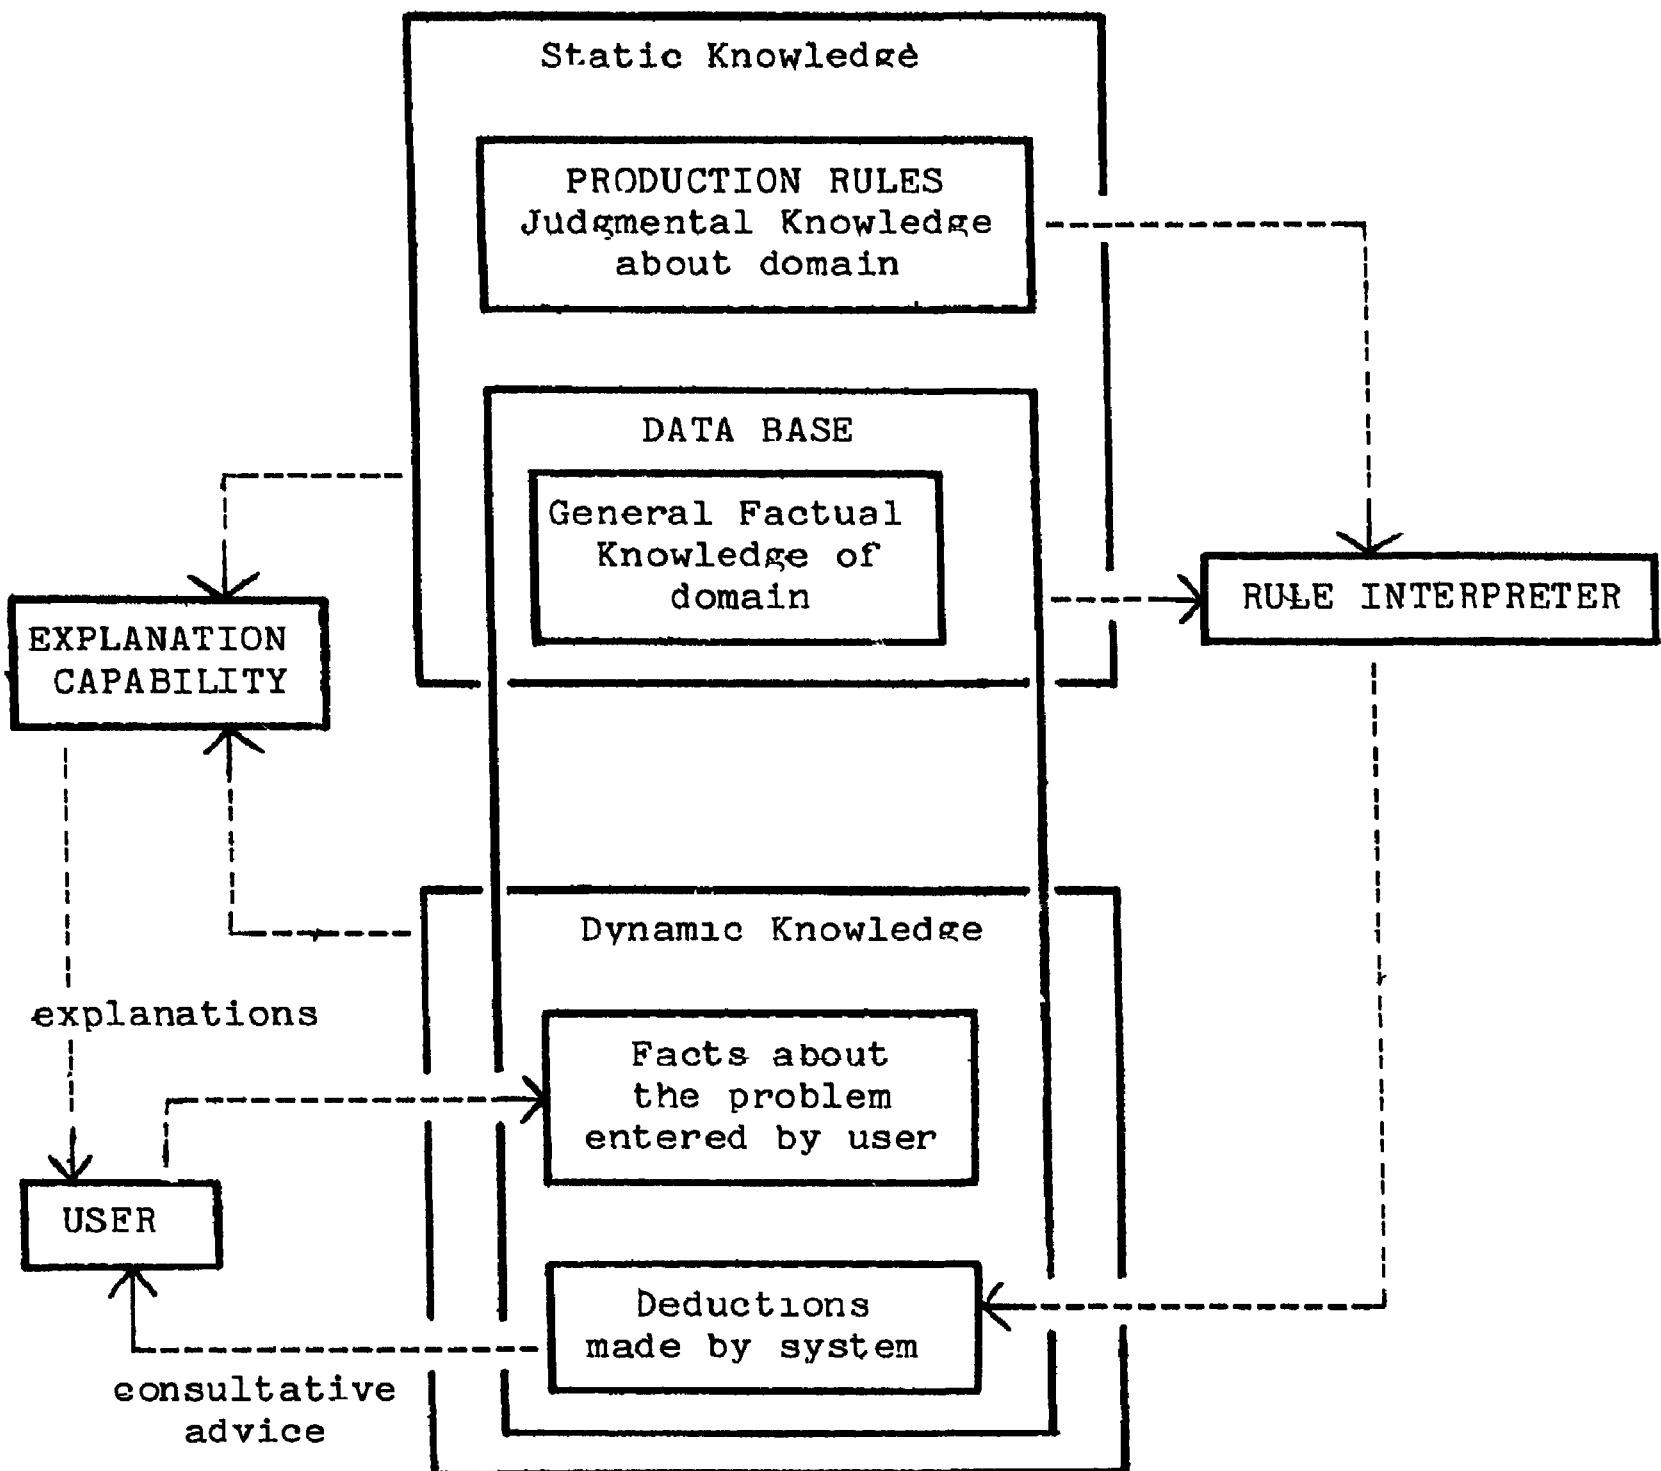 Static Knowledge
PRODUCTION RULES
Judgmental Knowledge
about domain
DATA BASE
General Factual
Knowledge of
domain
RULE INTERPRETER
EXPLANATION
CAPABILITY
Dynamic Knowledge
explanations
Facts about
the problem
entered by user
USER
Deductions
made by system
consultative
advice